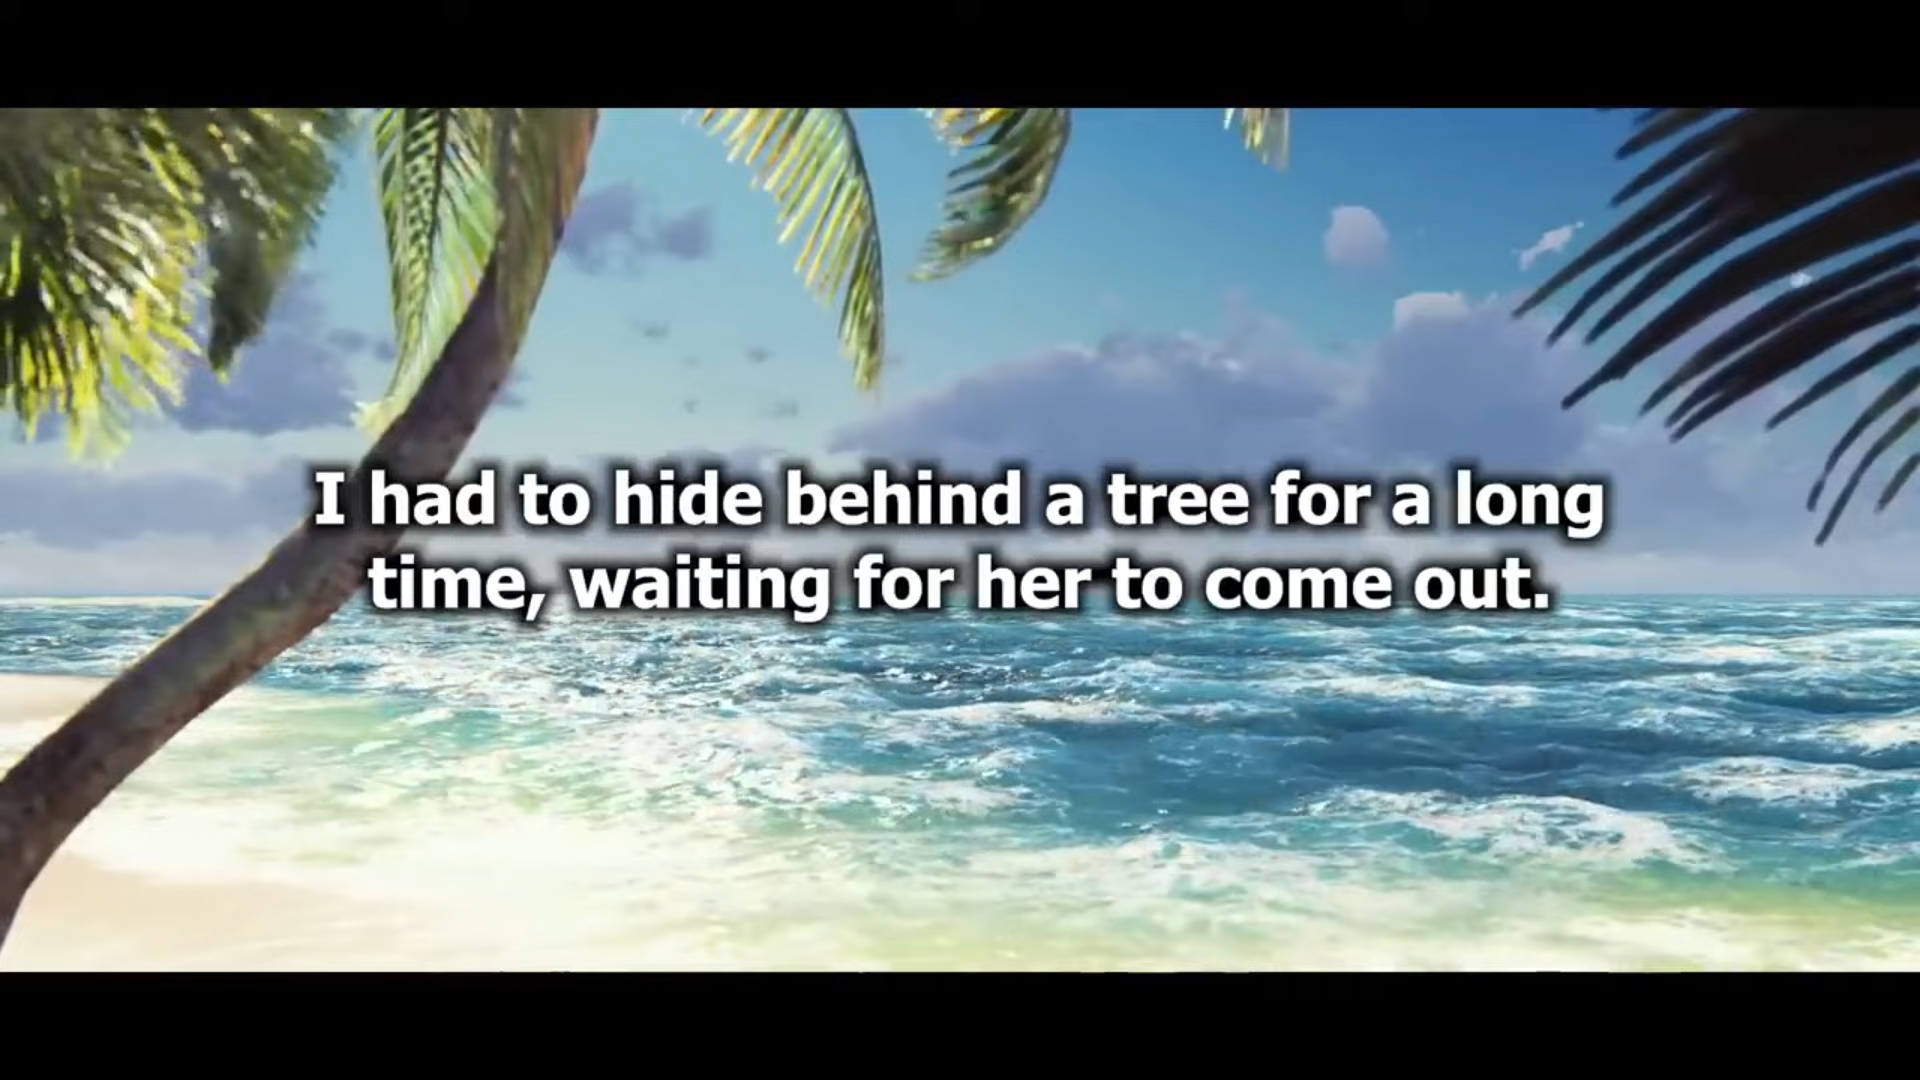 I had to hide behind a tree for a long
time, waiting for her to come out.